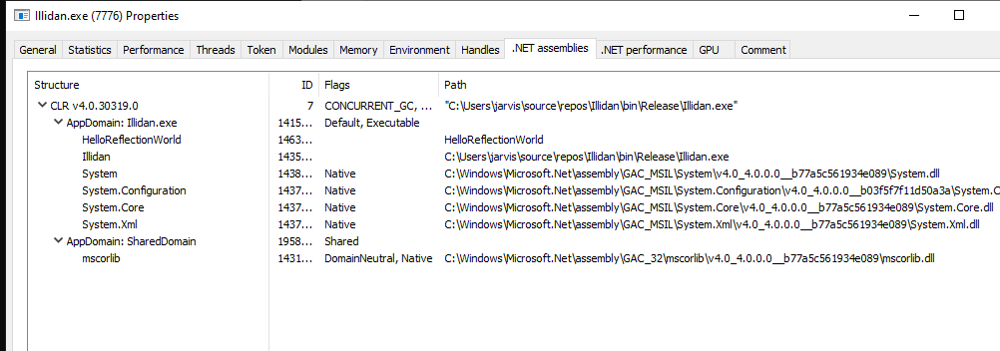 Illidan.exe (7776) Properties
General Statistics Performance Threads Token Modules Memory Environment Handles .NET assemblies .NET performance GPU Comment
Structure ID Flags Path
CLR v4.0.30319.0 7 CONCURRENT_GC, ... "C:\Users\jarvis\source\repos\Illidan\bin\Release\Illidan.exe"
AppDomain: Illidan.exe 1415... Default, Executable
HelloReflectionWorld 1463... HelloReflectionWorld
Illidan 1435... C:\Users\jarvis\source\repos\Illidan\bin\Release\Illidan.exe
System 1438... Native C:\Windows\Microsoft.Net\assembly\GAC_MSIL\System\v4.0_4.0.0.0__b77a5c561934e089\System.dll
System.Configuration 1437... Native C:\Windows\Microsoft.Net\assembly\GAC_MSIL\System.Configuration\v4.0_4.0.0.0__b03f5f7f11d50a3a\System.C
System.Core 1437... Native C:\Windows\Microsoft.Net\assembly\GAC_MSIL\System.Core\v4.0_4.0.0.0__b77a5c561934e089\System.Core.dll
System.Xml 1437... Native C:\Windows\Microsoft.Net\assembly\GAC_MSIL\System.Xml\v4.0_4.0.0.0__b77a5c561934e089\System.Xml.dll
AppDomain: SharedDomain 1958... Shared
mscorlib 1431... DomainNeutral, Native C:\Windows\Microsoft.Net\assembly\GAC_32\mscorlib\v4.0_4.0.0.0__b77a5c561934e089\mscorlib.dll